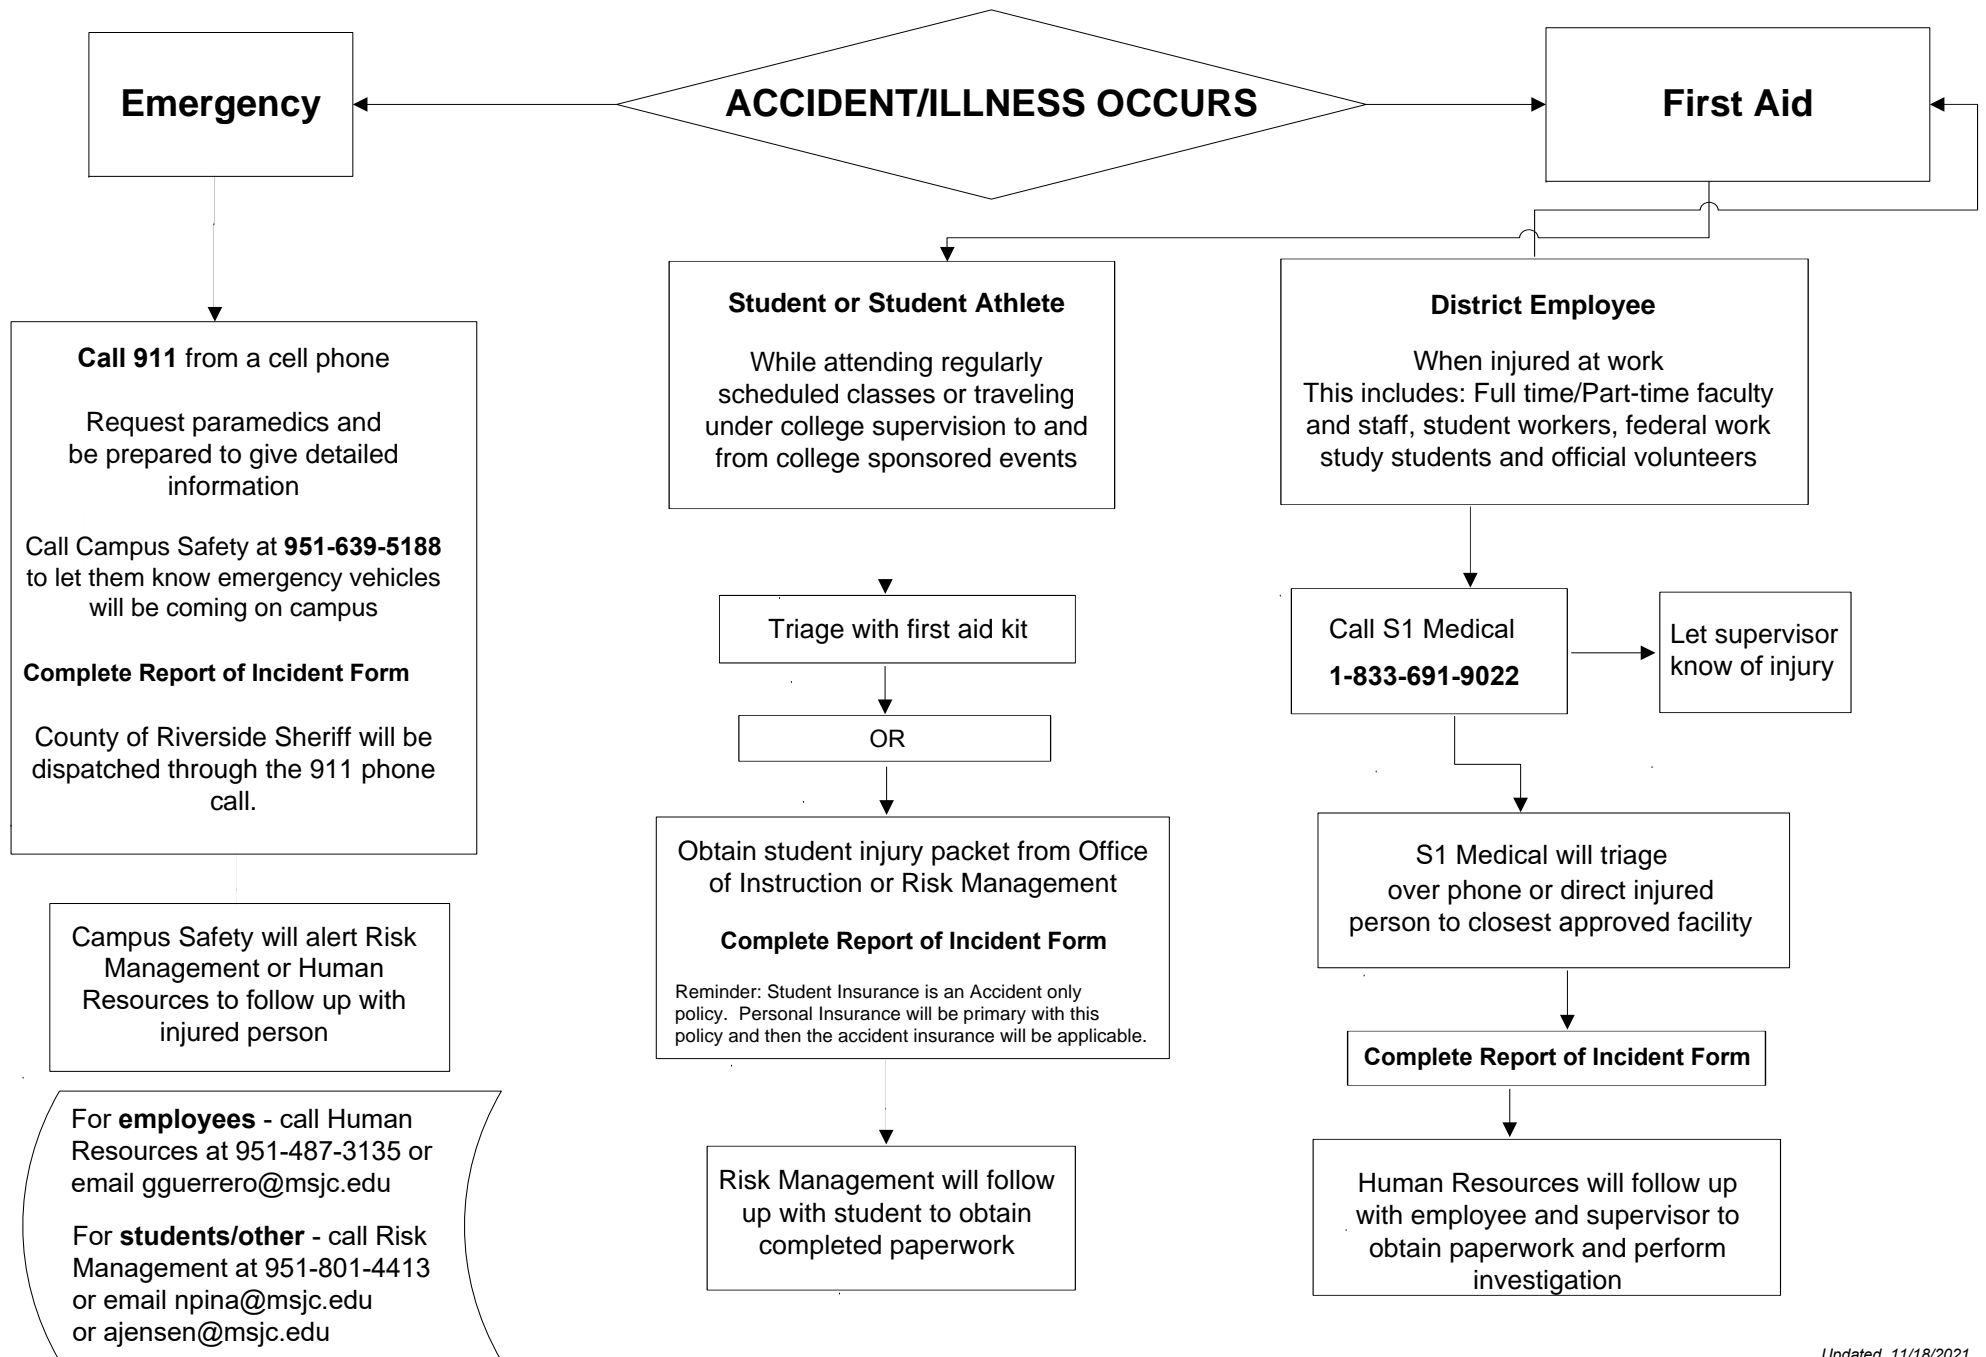 ACCIDENT/ILLNESS OCCURS
Emergency
Call 911 from a cell phone
Request paramedics and
be prepared to give detailed
information
Call Campus Safety at 951-639-5188
to let them know emergency vehicles
will be coming on campus
Complete Report of Incident Form
County of Riverside Sheriff will be
dispatched through the 911 phone
call.
Campus Safety will alert Risk
Management or Human
Resources to follow up with
injured person
For employees - call Human
Resources at 951-487-3135 or
email gguerrero@msjc.edu
For students/other - call Risk
Management at 951-801-4413
or email npina@msjc.edu
or ajensen@msjc.edu
First Aid
Student or Student Athlete
While attending regularly
scheduled classes or traveling
under college supervision to and
from college sponsored events
Triage with first aid kit
OR
Obtain student injury packet from Office
of Instruction or Risk Management
Complete Report of Incident Form
Reminder: Student Insurance is an Accident only
policy. Personal Insurance will be primary with this
policy and then the accident insurance will be applicable.
Risk Management will follow
up with student to obtain
completed paperwork
District Employee
When injured at work
This includes: Full time/Part-time faculty
and staff, student workers, federal work
study students and official volunteers
Call S1 Medical
1-833-691-9022
Let supervisor
know of injury
S1 Medical will triage
over phone or direct injured
person to closest approved facility
Complete Report of Incident Form
Human Resources will follow up
with employee and supervisor to
obtain paperwork and perform
investigation
Updated 11/18/2021